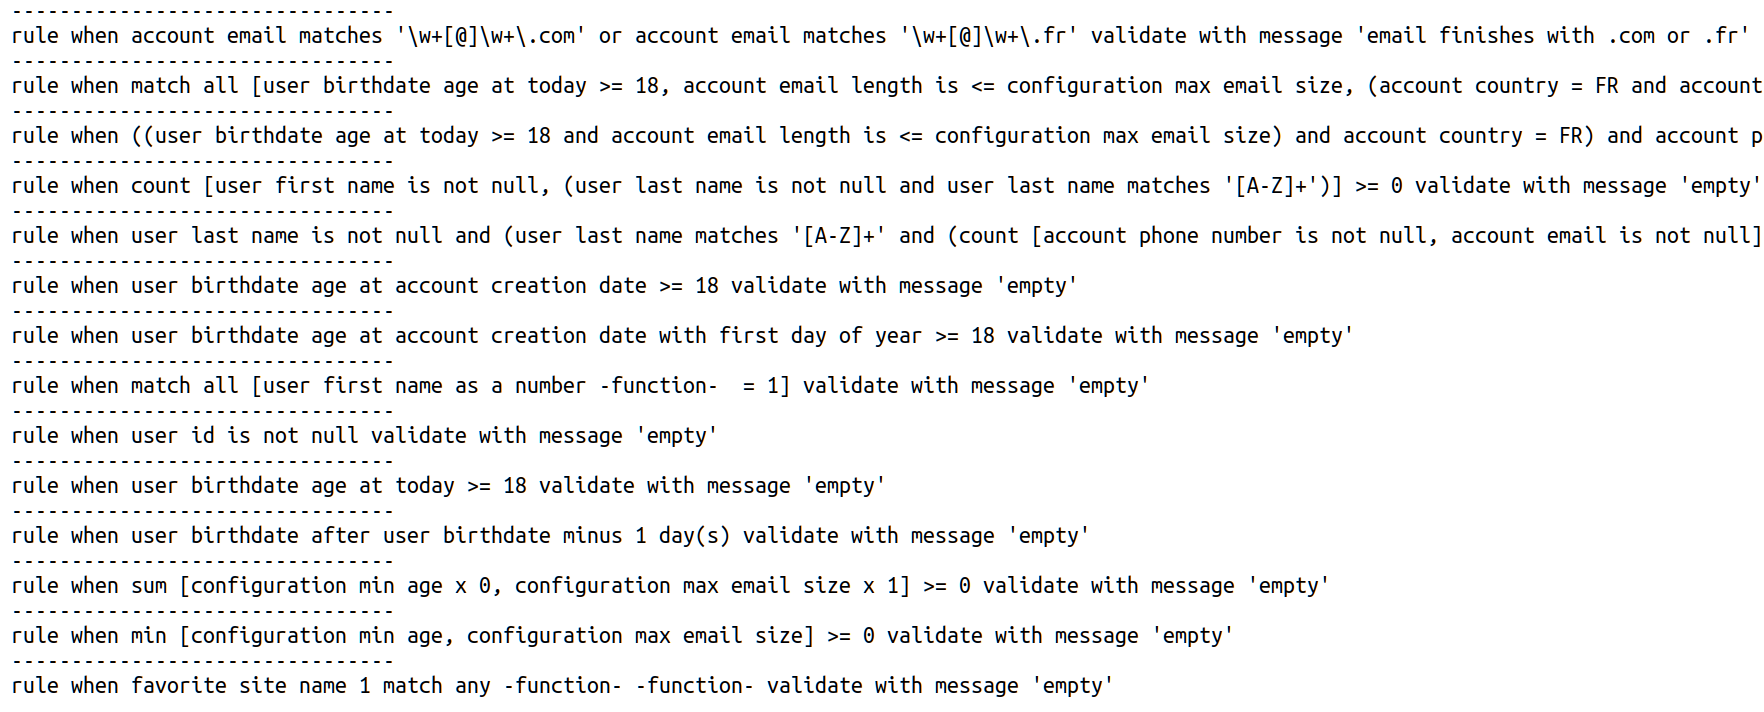 --------------------------------
rule when account email matches '\w+[@]\w+\.com' or account email matches '\w+[@]\w+\.fr' validate with message 'email finishes with .com or .fr'
--------------------------------
rule when match all [user birthdate age at today >= 18, account email length is <= configuration max email size, (account country = FR and account
--------------------------------
rule when ((user birthdate age at today >= 18 and account email length is <= configuration max email size) and account country = FR) and account p
--------------------------------
rule when count [user first name is not null, (user last name is not null and user last name matches '[A-Z]+')] >= 0 validate with message 'empty'
--------------------------------
rule when user last name is not null and (user last name matches '[A-Z]+' and (count [account phone number is not null, account email is not null]
--------------------------------
rule when user birthdate age at account creation date >= 18 validate with message 'empty'
--------------------------------
rule when user birthdate age at account creation date with first day of year >= 18 validate with message 'empty'
--------------------------------
rule when match all [user first name as a number -function-  = 1] validate with message 'empty'
--------------------------------
rule when user id is not null validate with message 'empty'
--------------------------------
rule when user birthdate age at today >= 18 validate with message 'empty'
--------------------------------
rule when user birthdate after user birthdate minus 1 day(s) validate with message 'empty'
--------------------------------
rule when sum [configuration min age x 0, configuration max email size x 1] >= 0 validate with message 'empty'
--------------------------------
rule when min [configuration min age, configuration max email size] >= 0 validate with message 'empty'
--------------------------------
rule when favorite site name 1 match any -function- -function- validate with message 'empty'